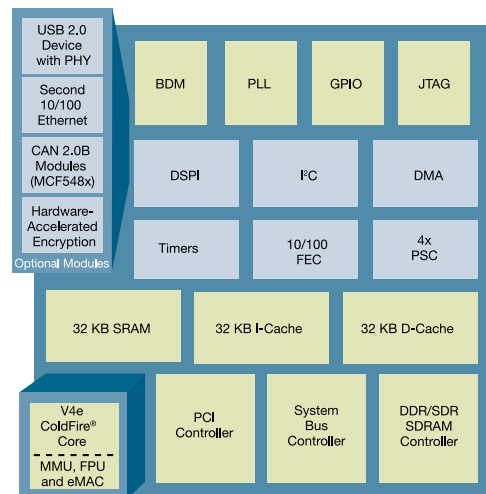 USB 2.0
Device
with PHY
Second
10/100
Ethernet
CAN 2.0B
Modules
(MCF548x)
Hardware-
Accelerated
Encryption
Optional Modules
BDM
PLL
GPIO
JTAG
DSPI
I²C
DMA
Timers
10/100
FEC
4x
PSC
32 KB SRAM
32 KB I-Cache
32 KB D-Cache
V4e
ColdFire®
Core
MMU, FPU
and eMAC
PCI
Controller
System
Bus
Controller
DDR/SDR
SDRAM
Controller